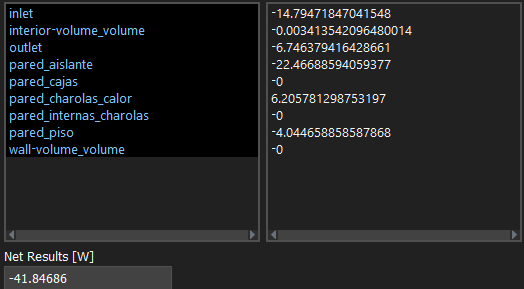 inlet -14.79471847041548
interior-volume_volume -0.003413542096480014
outlet -6.746379416428661
pared_aislante -22.46688594059377
pared_cajas -0
pared_charolas_calor 6.205781298753197
pared_internas_charolas -0
pared_piso -4.044658858587868
wall-volume_volume -0
Net Results [W]
-41.84686